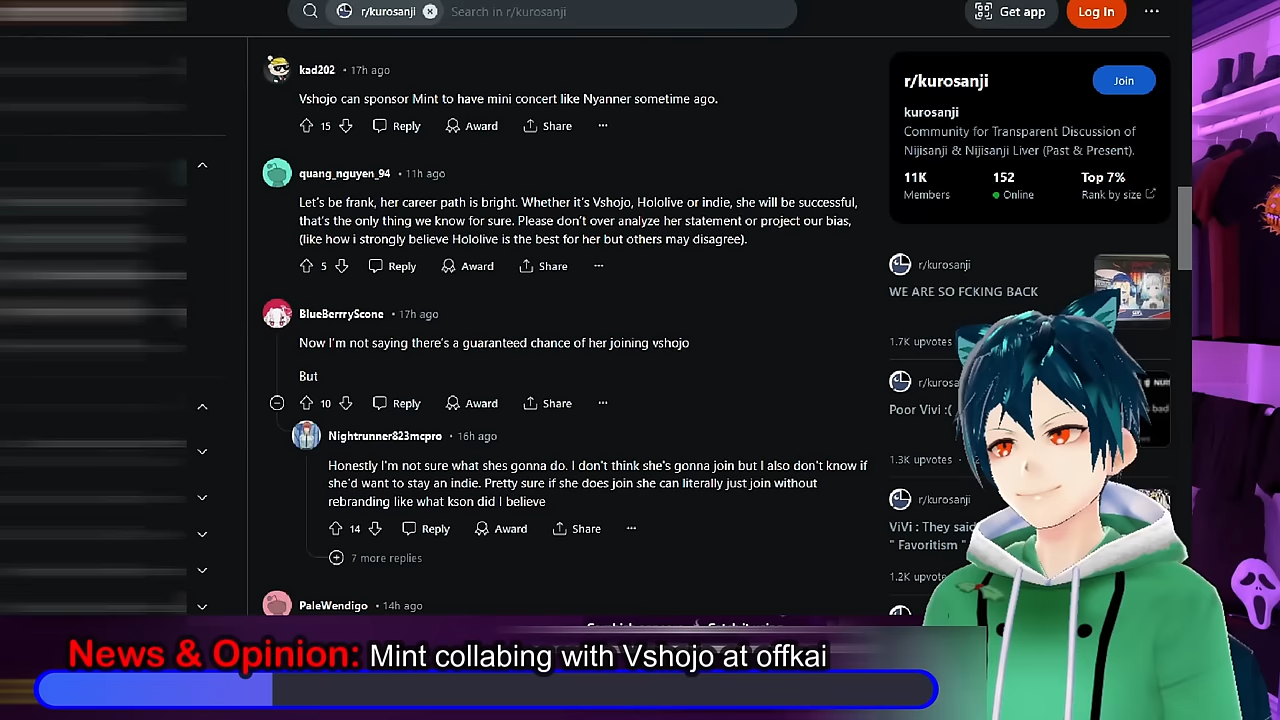 r/kurosanji
Search in r/kurosanji
Get app
Log In
kad202 • 17h ago
Vshojo can sponsor Mint to have mini concert like Nyanner sometime ago.
15 Reply Award Share
quang_nguyen_94 • 11h ago
Let's be frank, her career path is bright. Whether it's Vshojo, Hololive or indie, she will be successful,
that's the only thing we know for sure. Please don't over analyze her statement or project our bias,
(like how i strongly believe Hololive is the best for her but others may disagree).
5 Reply Award Share
BlueBerrryScone • 17h ago
Now I'm not saying there's a guaranteed chance of her joining vshojo
But
10 Reply Award Share
Nightrunner823mcpro • 16h ago
Honestly I'm not sure what shes gonna do. I don't think she's gonna join but I also don't know if
she'd want to stay an indie. Pretty sure if she does join she can literally just join without
rebranding like what kson did I believe
14 Reply Award Share
7 more replies
PaleWendigo • 14h ago
r/kurosanji
Join
kurosanji
Community for Transparent Discussion of
Nijisanji & Nijisanji Liver (Past & Present).
11K 152 Top 7%
Members Online Rank by size
r/kurosanji
WE ARE SO FCKING BACK
1.7K upvotes
r/kurosa
Poor Vivi :(
1.3K upvotes
r/kurosanji
ViVi : They said
" Favoritism "
1.2K upvote
News & Opinion: Mint collabing with Vshojo at offkai